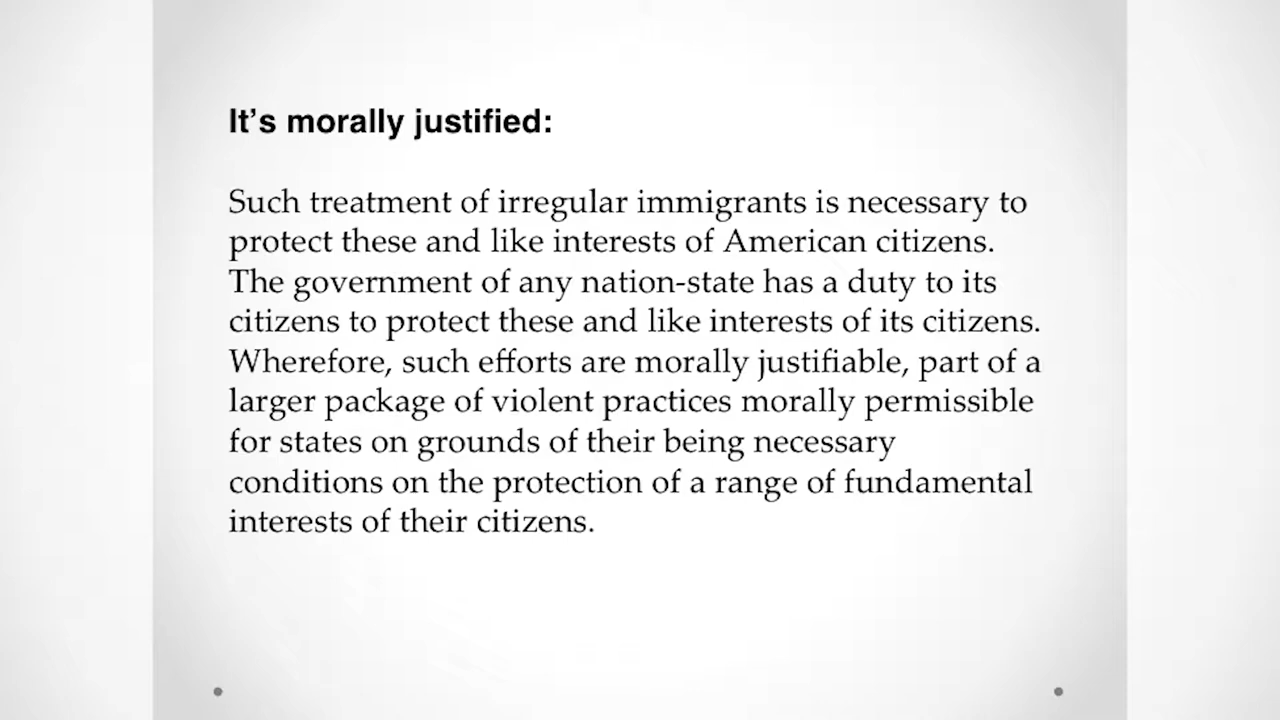 It’s morally justified:
Such treatment of irregular immigrants is necessary to
protect these and like interests of American citizens.
The government of any nation-state has a duty to its
citizens to protect these and like interests of its citizens.
Wherefore, such efforts are morally justifiable, part of a
larger package of violent practices morally permissible
for states on grounds of their being necessary
conditions on the protection of a range of fundamental
interests of their citizens.